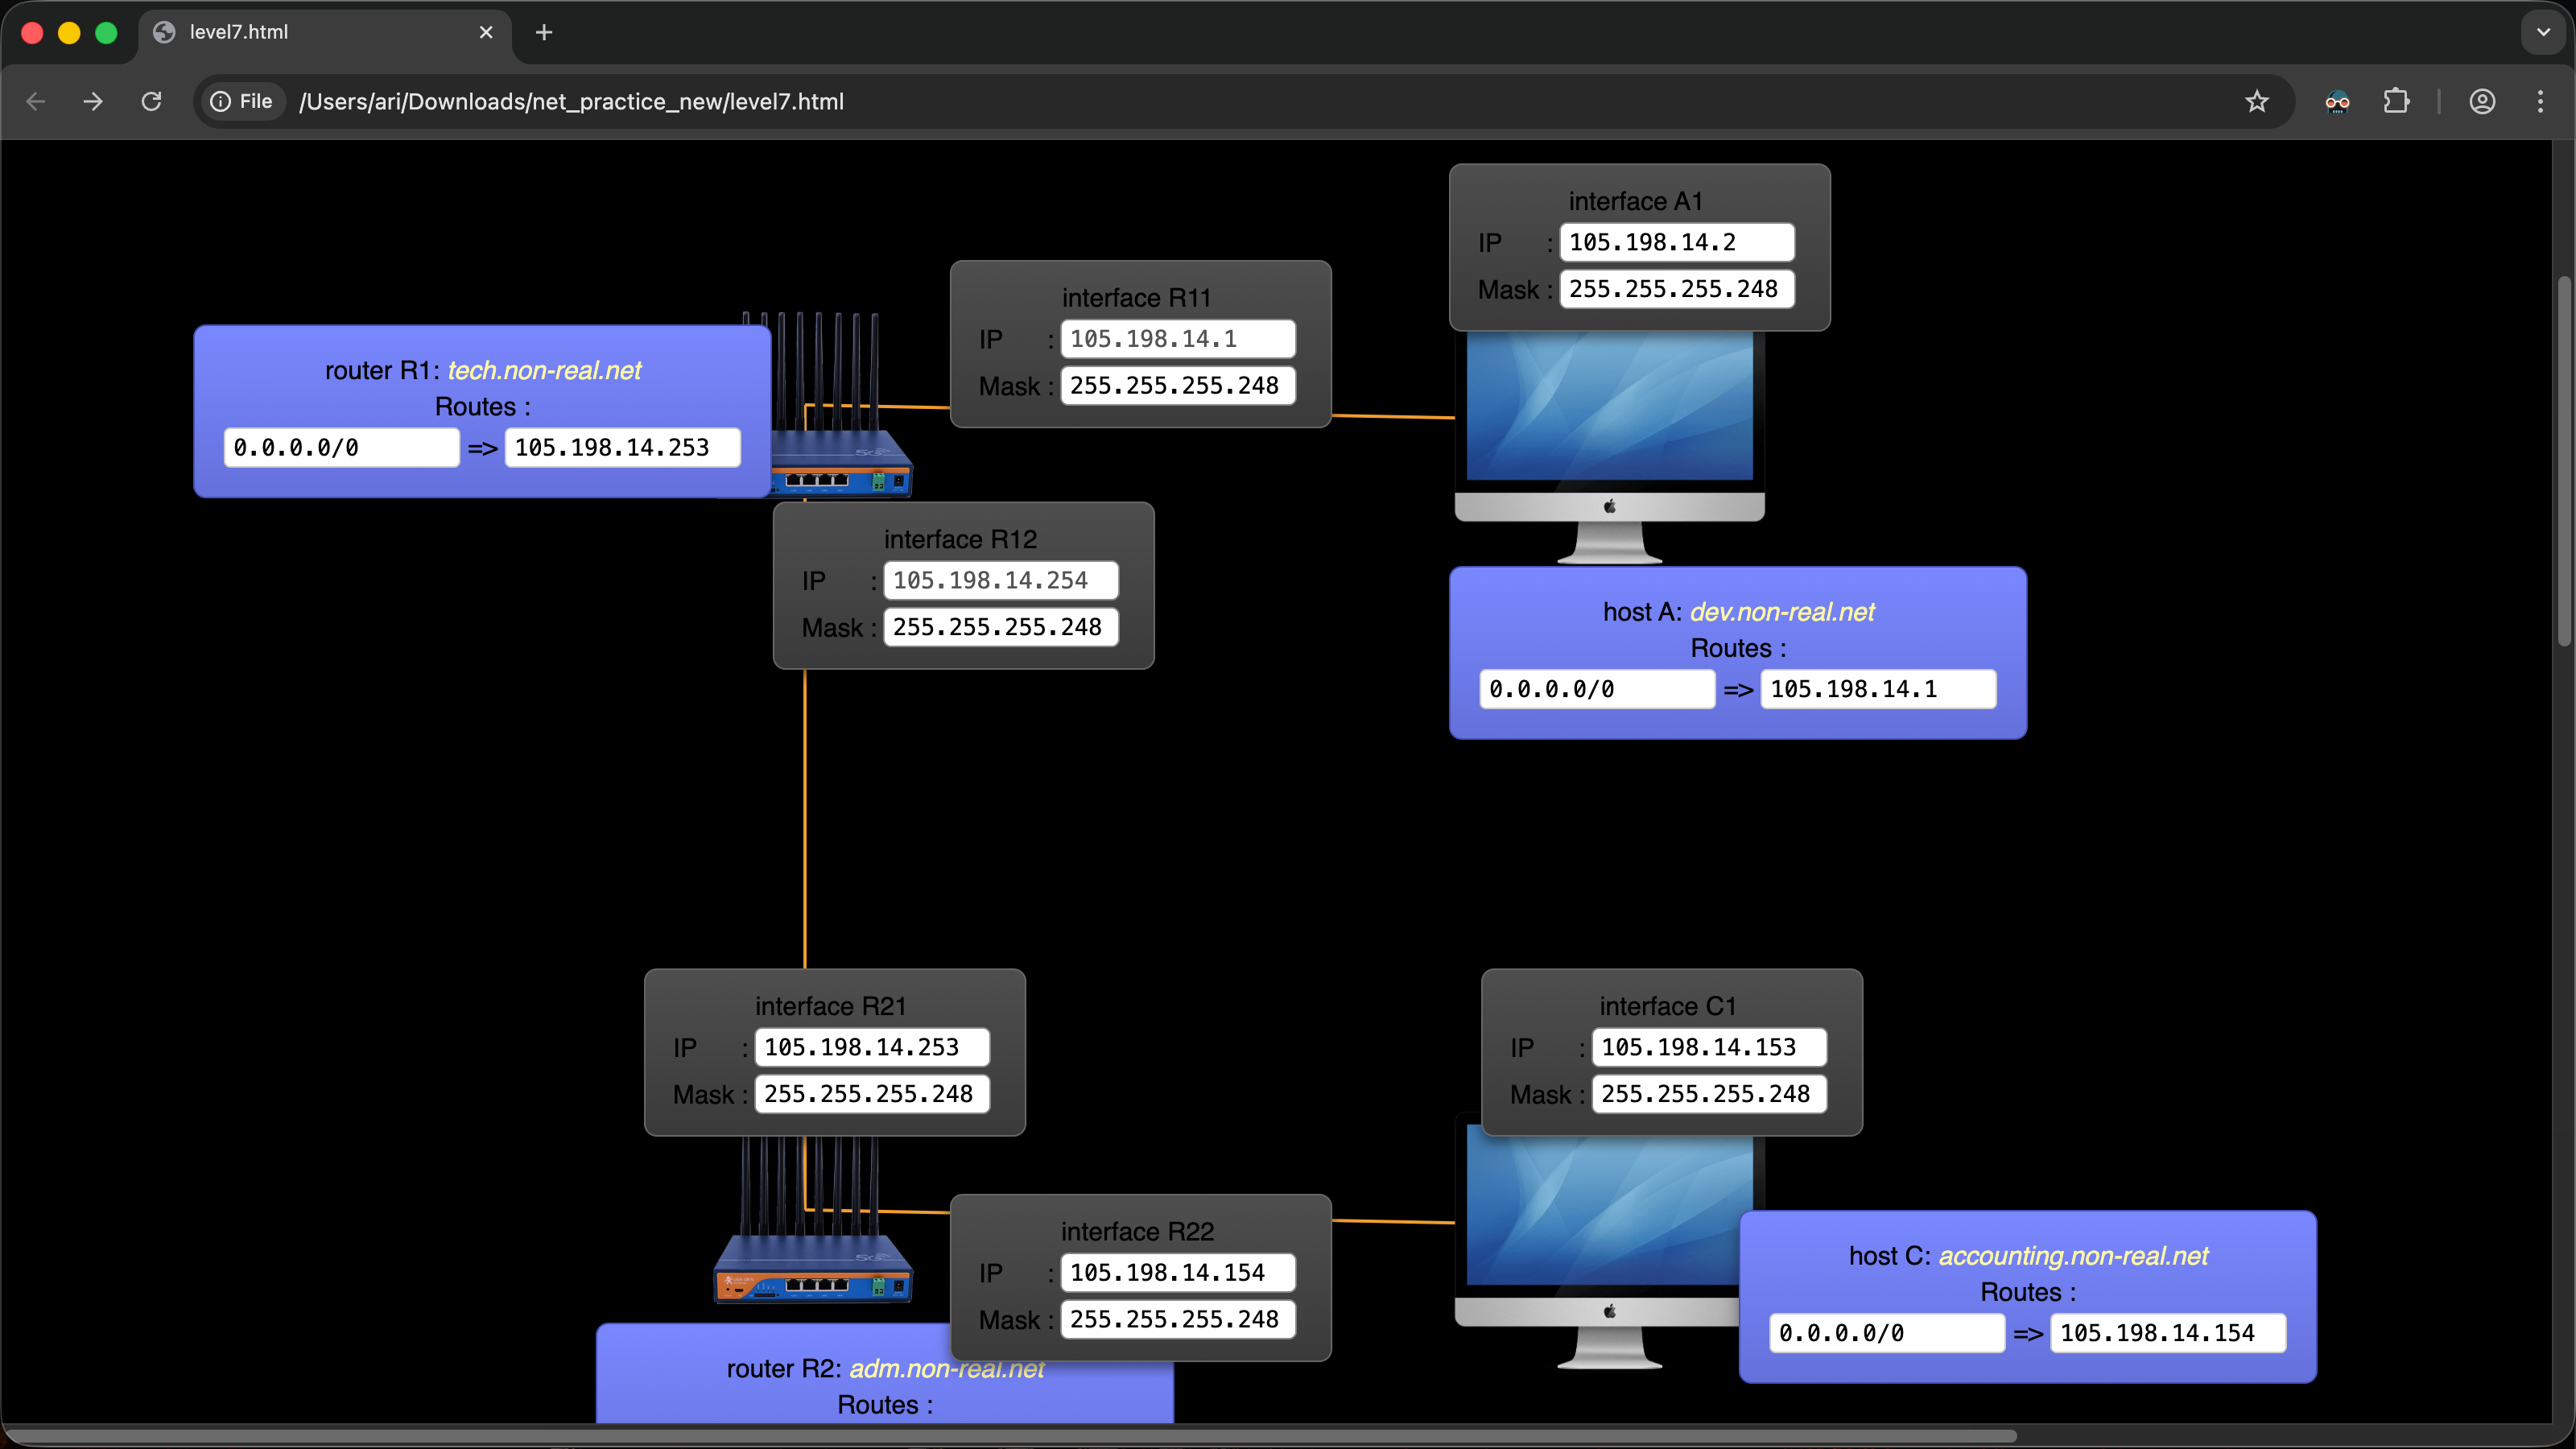 level7.html
File
/Users/ari/Downloads/net_practice_new/level7.html
interface A1
IP : 105.198.14.2
Mask : 255.255.255.248
interface R11
IP : 105.198.14.1
Mask : 255.255.255.248
router R1: tech.non-real.net
Routes :
0.0.0.0/0 => 105.198.14.253
interface R12
IP : 105.198.14.254
Mask : 255.255.255.248
host A: dev.non-real.net
Routes :
0.0.0.0/0 => 105.198.14.1
interface R21
IP : 105.198.14.253
Mask : 255.255.255.248
interface C1
IP : 105.198.14.153
Mask : 255.255.255.248
interface R22
IP : 105.198.14.154
Mask : 255.255.255.248
host C: accounting.non-real.net
Routes :
0.0.0.0/0 => 105.198.14.154
router R2: adm.non-real.net
Routes :